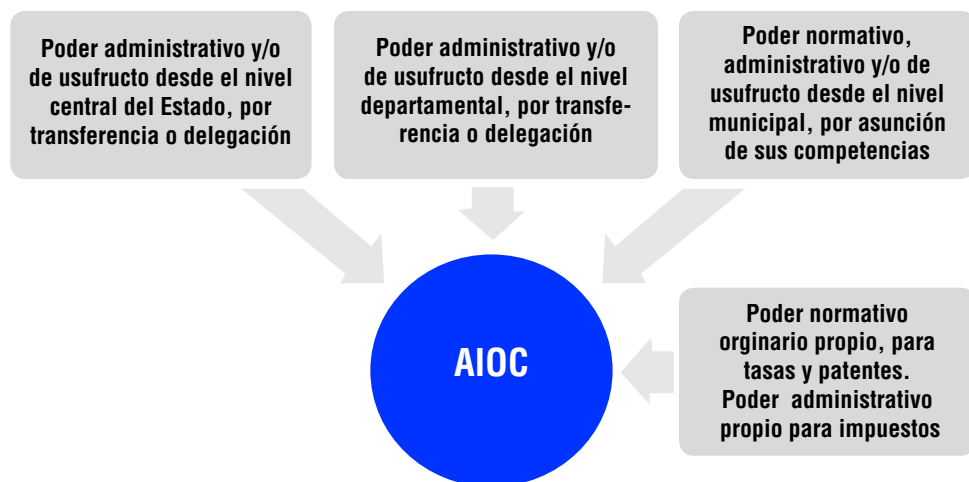 Poder administrativo y/o
de usufructo desde el nivel
central del Estado, por
transferencia o delegación
Poder administrativo y/o
de usufructo desde el nivel
departamental, por transfe-
rencia o delegación
Poder normativo,
administrativo y/o de
usufructo desde el nivel
municipal, por asunción
de sus competencias
AIOC
Poder normativo
orginario propio, para
tasas y patentes.
Poder administrativo
propio para impuestos